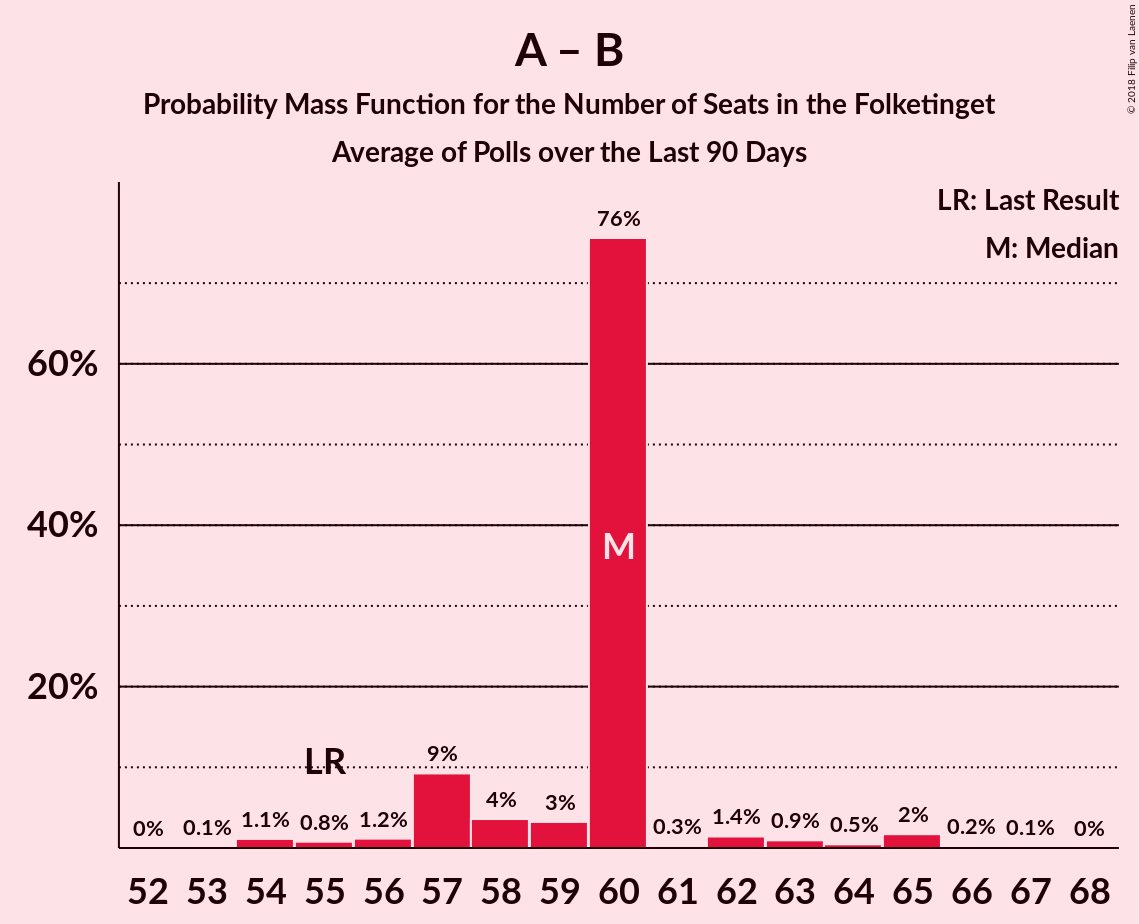 A – B
Probability Mass Function for the Number of Seats in the Folketinget
Average of Polls over the Last 90 Days
© 2018 Filip van Laenen
LR: Last Result
M: Median
60%
40%
20%
0%
0.1%
1.1%
0.8%
1.2%
9%
4%
3%
76%
0.3%
1.4%
0.9%
0.5%
2%
0.2%
0.1%
0%
LR
M
52 53 54 55 56 57 58 59 60 61 62 63 64 65 66 67 68